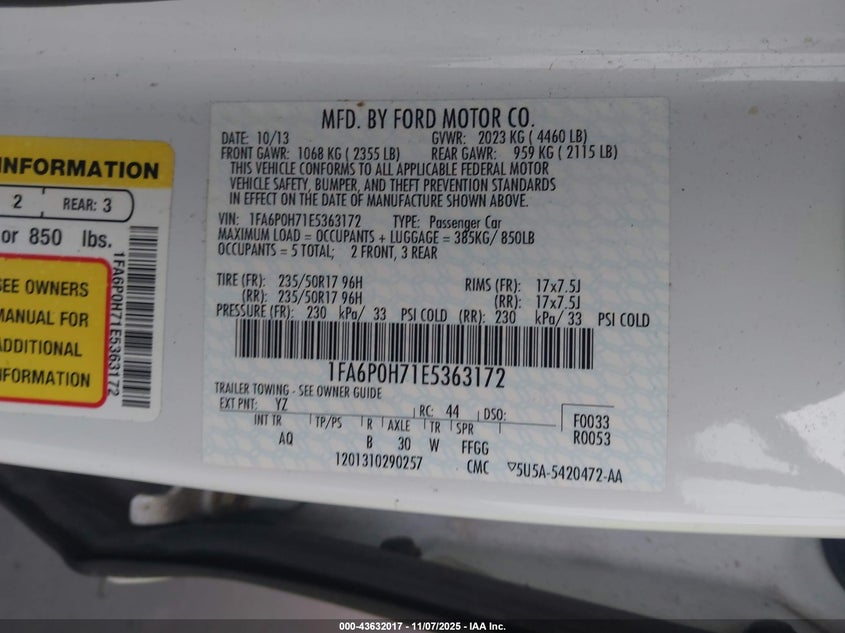 INFORMATION
2 REAR: 3
or 850 lbs.
SEE OWNERS
MANUAL FOR
ADDITIONAL
INFORMATION
1FA6P0H71E5363172
MFD. BY FORD MOTOR CO.
DATE: 10/13 GVWR: 2023 KG ( 4460 LB)
FRONT GAWR: 1068 KG ( 2355 LB) REAR GAWR: 959 KG ( 2115 LB)
THIS VEHICLE CONFORMS TO ALL APPLICABLE FEDERAL MOTOR
VEHICLE SAFETY, BUMPER, AND THEFT PREVENTION STANDARDS
IN EFFECT ON THE DATE OF MANUFACTURE SHOWN ABOVE.
VIN: 1FA6P0H71E5363172 TYPE: Passenger Car
MAXIMUM LOAD = OCCUPANTS + LUGGAGE = 385KG/ 850LB
OCCUPANTS = 5 TOTAL; 2 FRONT, 3 REAR
TIRE (FR): 235/50R17 96H RIMS (FR): 17x7.5J
(RR): 235/50R17 96H (RR): 17x7.5J
PRESSURE (FR): 230 kPa/ 33 PSI COLD (RR): 230 kPa/ 33 PSI COLD
1FA6P0H71E5363172
TRAILER TOWING - SEE OWNER GUIDE
EXT PNT: YZ RC: 44 DSO: F0033
INT TR TP/PS R AXLE TR SPR R0053
AQ B 30 W FFGG
1201310290257 CMC ▽5U5A-5420472-AA
000-43632017 - 11/07/2025 - IAA Inc.